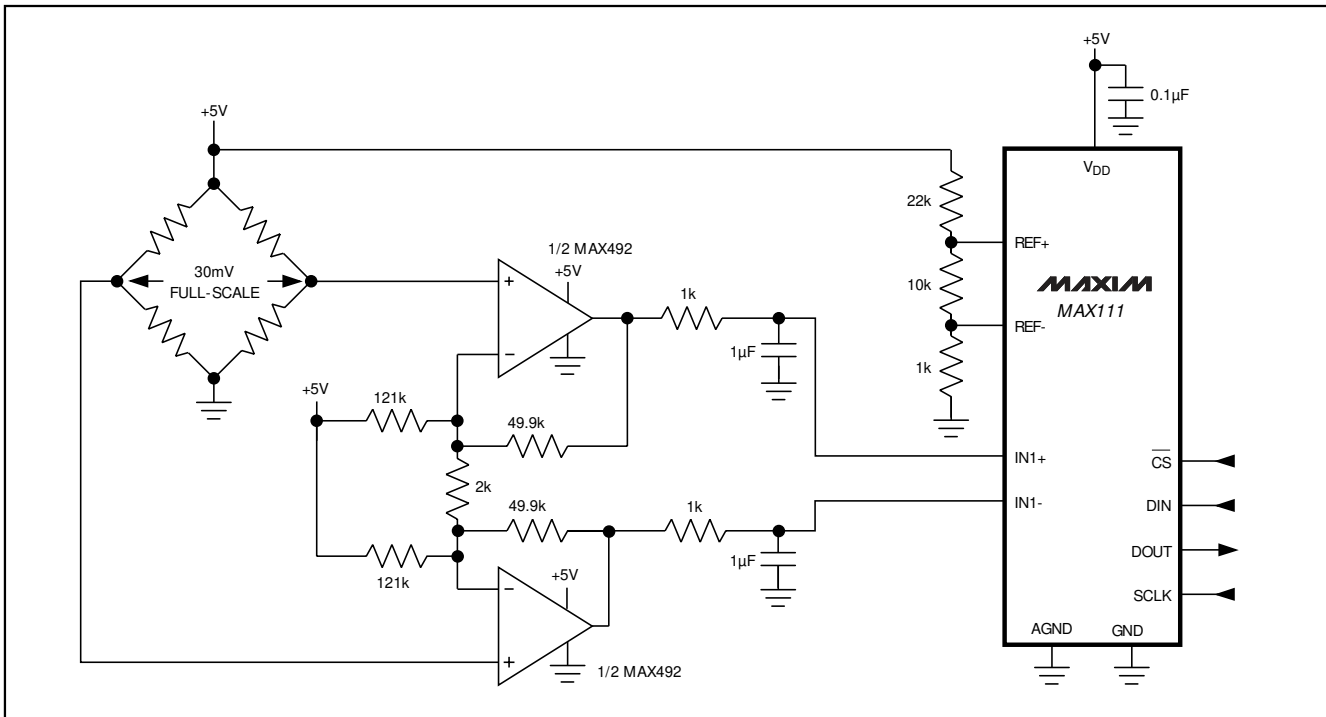 +5V
0.1µF
+5V
VDD
22k
REF+
1/2 MAX492
+5V
30mV
FULL-SCALE
+
1k
10k
MAXIM
MAX111
REF-
−
1µF
1k
+5V
121k
49.9k
IN1+
CS
2k
IN1-
49.9k
1k
DIN
121k
+5V
−
1µF
DOUT
SCLK
AGND
GND
+
1/2 MAX492